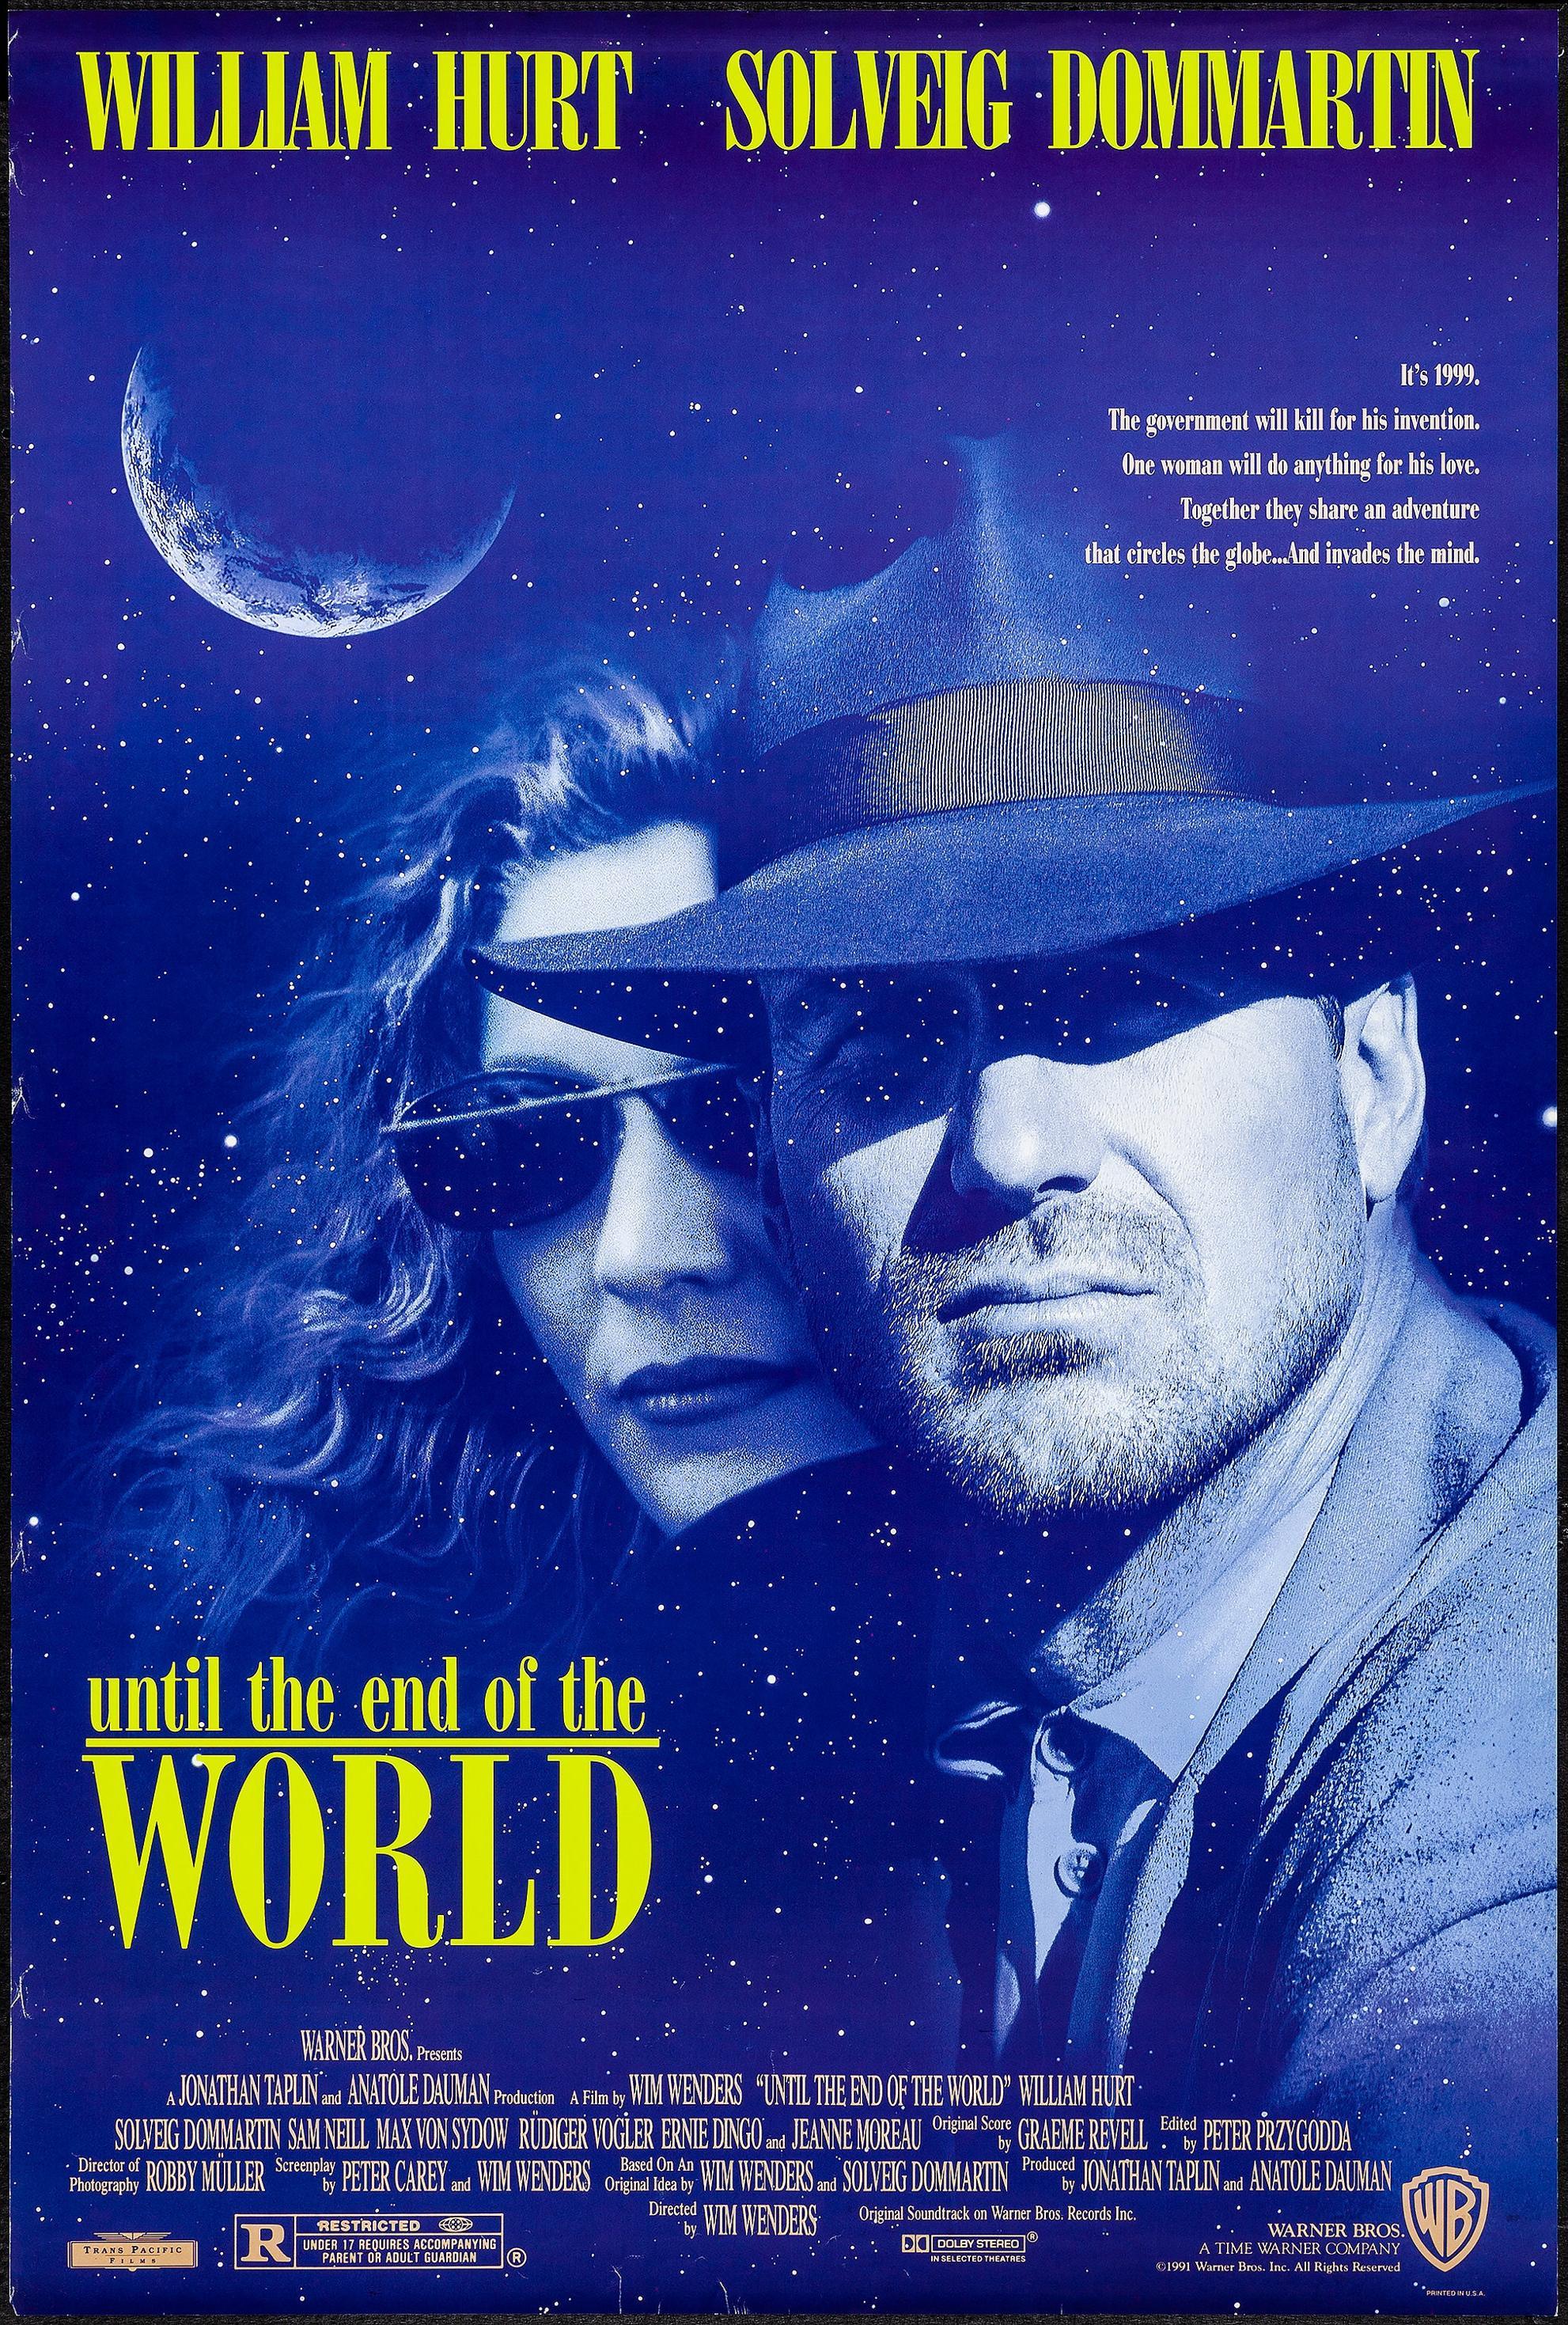 WILLIAM HURT SOLVEIG DOMMARTIN
It's 1999.
The government will kill for his invention.
One woman will do anything for his love.
Together they share an adventure
that circles the globe...And invades the mind.
until the end of the
WORLD
WARNER BROS. Presents
A JONATHAN TAPLIN and ANATOLE DAUMAN Production A Film by WIM WENDERS "UNTIL THE END OF THE WORLD" WILLIAM HURT
SOLVEIG DOMMARTIN SAM NEILL MAX VON SYDOW RÜDIGER VOGLER ERNIE DINGO and JEANNE MOREAU Original Score by GRAEME REVELL Edited by PETER PRZYGODDA
Director of Photography ROBBY MÜLLER Screenplay by PETER CAREY and WIM WENDERS Based On An Original Idea by WIM WENDERS and SOLVEIG DOMMARTIN Produced by JONATHAN TAPLIN and ANATOLE DAUMAN
Directed by WIM WENDERS Original Soundtrack on Warner Bros. Records Inc.
TRANS PACIFIC
FILMS
R RESTRICTED
UNDER 17 REQUIRES ACCOMPANYING
PARENT OR ADULT GUARDIAN ®
DOLBY STEREO ®
IN SELECTED THEATRES
WARNER BROS.
A TIME WARNER COMPANY
©1991 Warner Bros. Inc. All Rights Reserved
WB
PRINTED IN U.S.A.